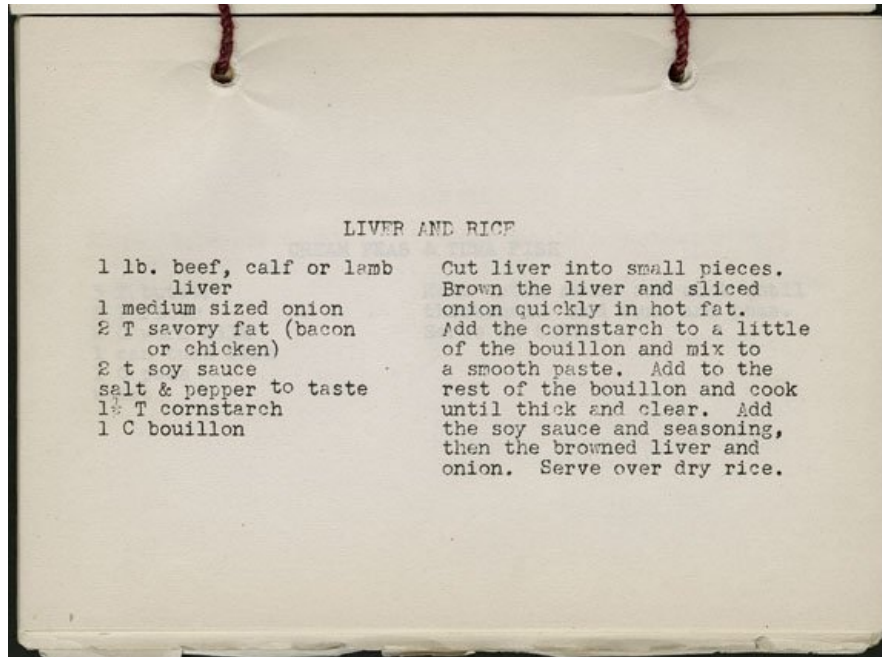 LIVER AND RICE
1 lb. beef, calf or lamb
liver
1 medium sized onion
2 T savory fat (bacon
or chicken)
2 t soy sauce
salt & pepper to taste
1½ T cornstarch
1 C bouillon
Cut liver into small pieces.
Brown the liver and sliced
onion quickly in hot fat.
Add the cornstarch to a little
of the bouillon and mix to
a smooth paste.  Add to the
rest of the bouillon and cook
until thick and clear.  Add
the soy sauce and seasoning,
then the browned liver and
onion.  Serve over dry rice.